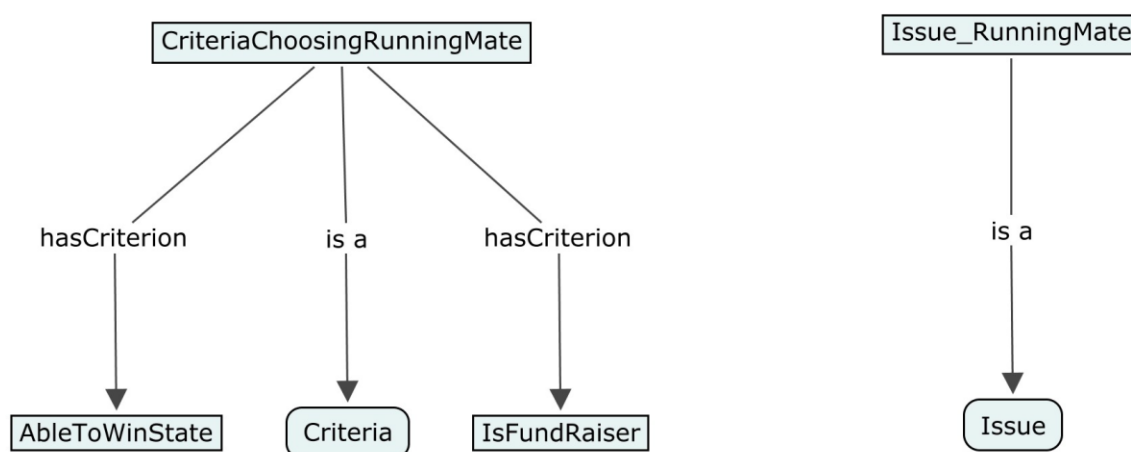 CriteriaChoosingRunningMate
Issue_RunningMate
hasCriterion
is a
hasCriterion
is a
AbleToWinState
Criteria
IsFundRaiser
Issue